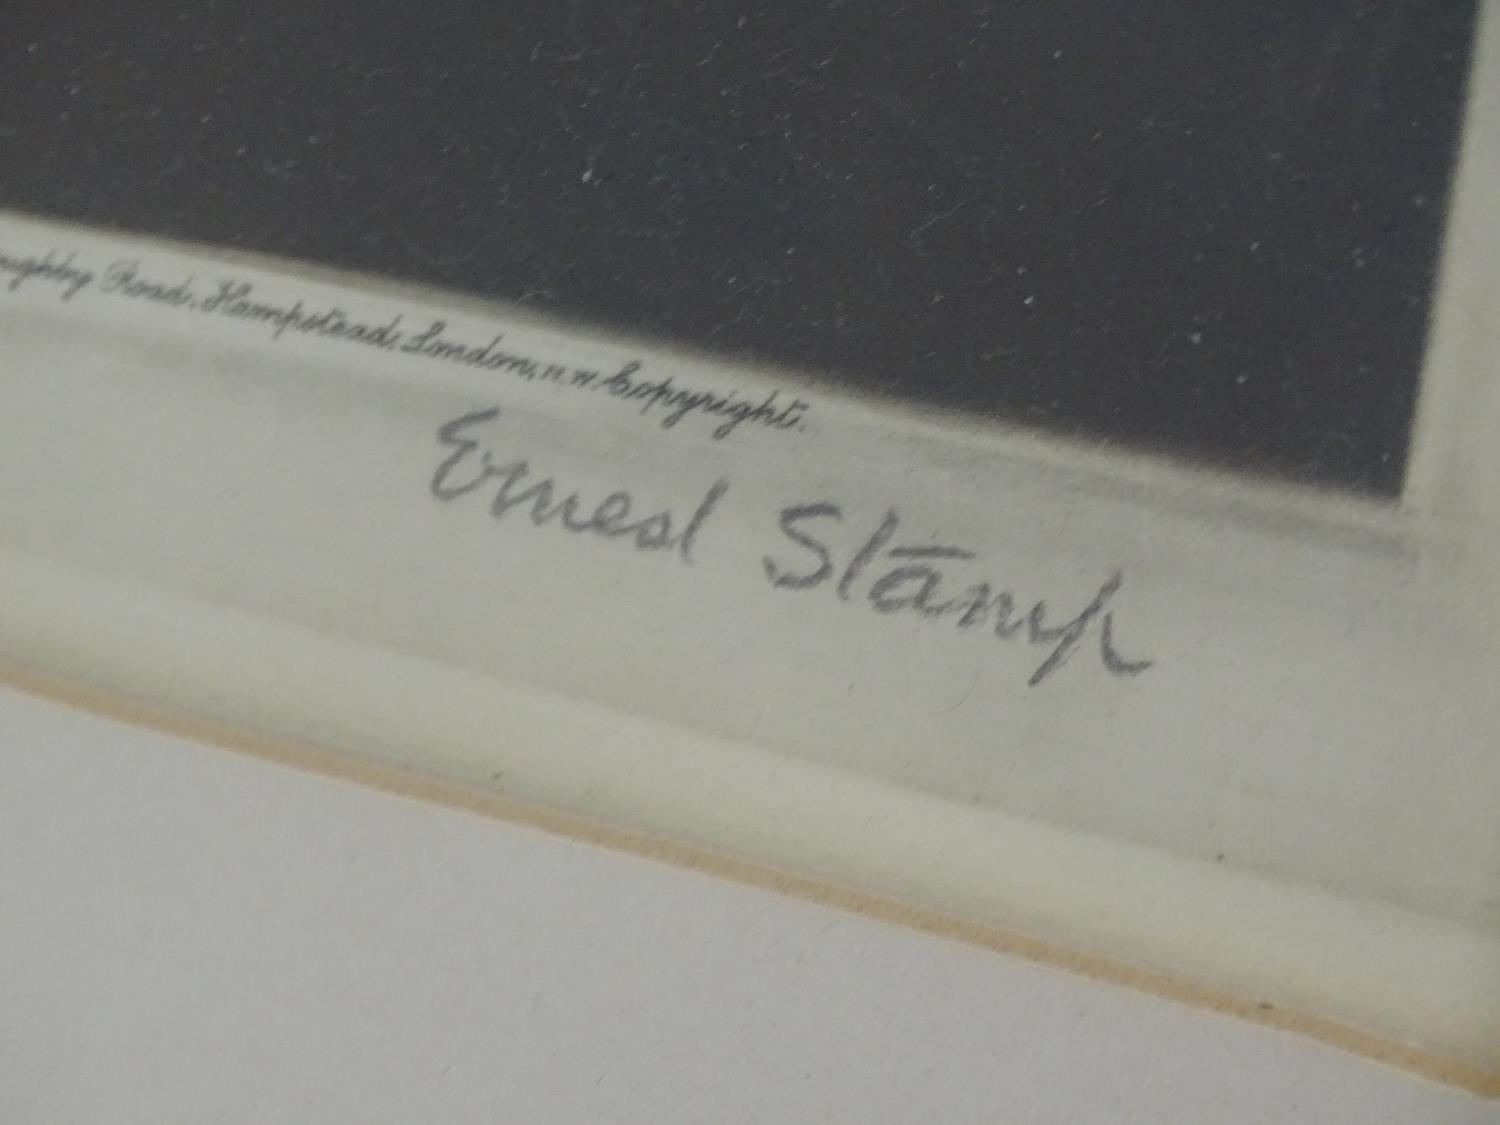 Road, Hampstead, London, N.W. Copyright.
Ernest Stamp